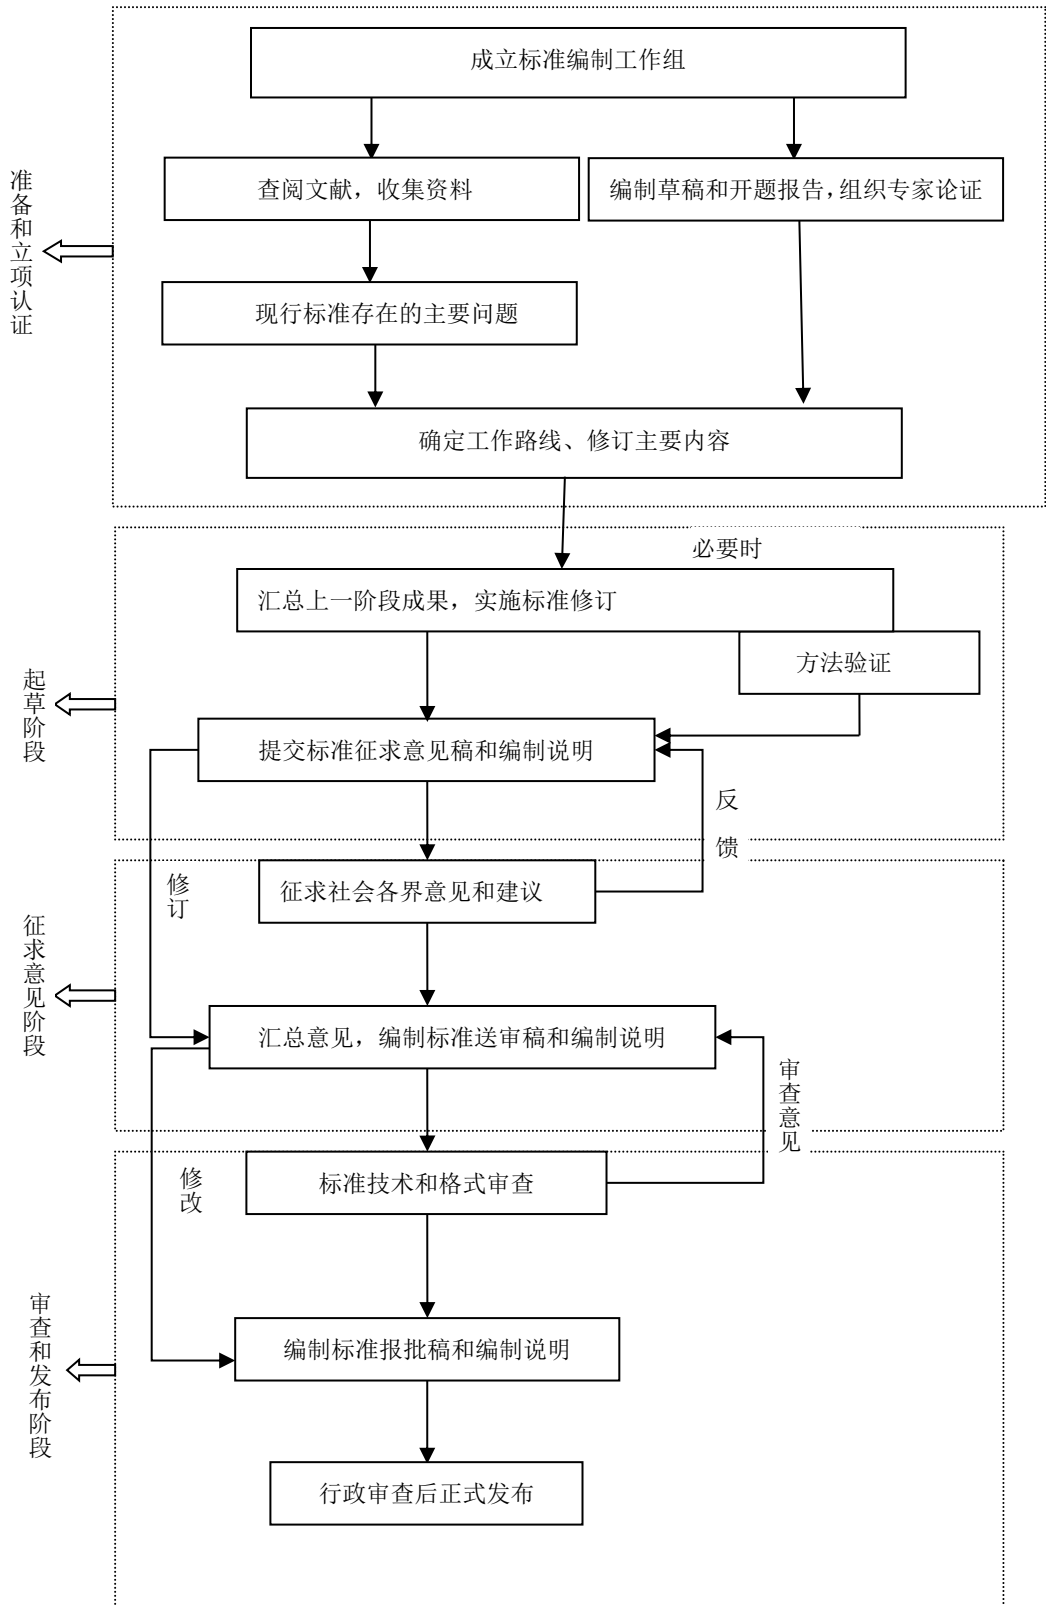 成立标准编制工作组
查阅文献，收集资料
编制草稿和开题报告，组织专家论证
准备和立项认证
现行标准存在的主要问题
确定工作路线、修订主要内容
必要时
汇总上一阶段成果，实施标准修订
方法验证
起草阶段
提交标准征求意见稿和编制说明
反馈
修订
征求社会各界意见和建议
征求意见阶段
汇总意见，编制标准送审稿和编制说明
审查意见
标准技术和格式审查
修改
编制标准报批稿和编制说明
审查和发布阶段
行政审查后正式发布